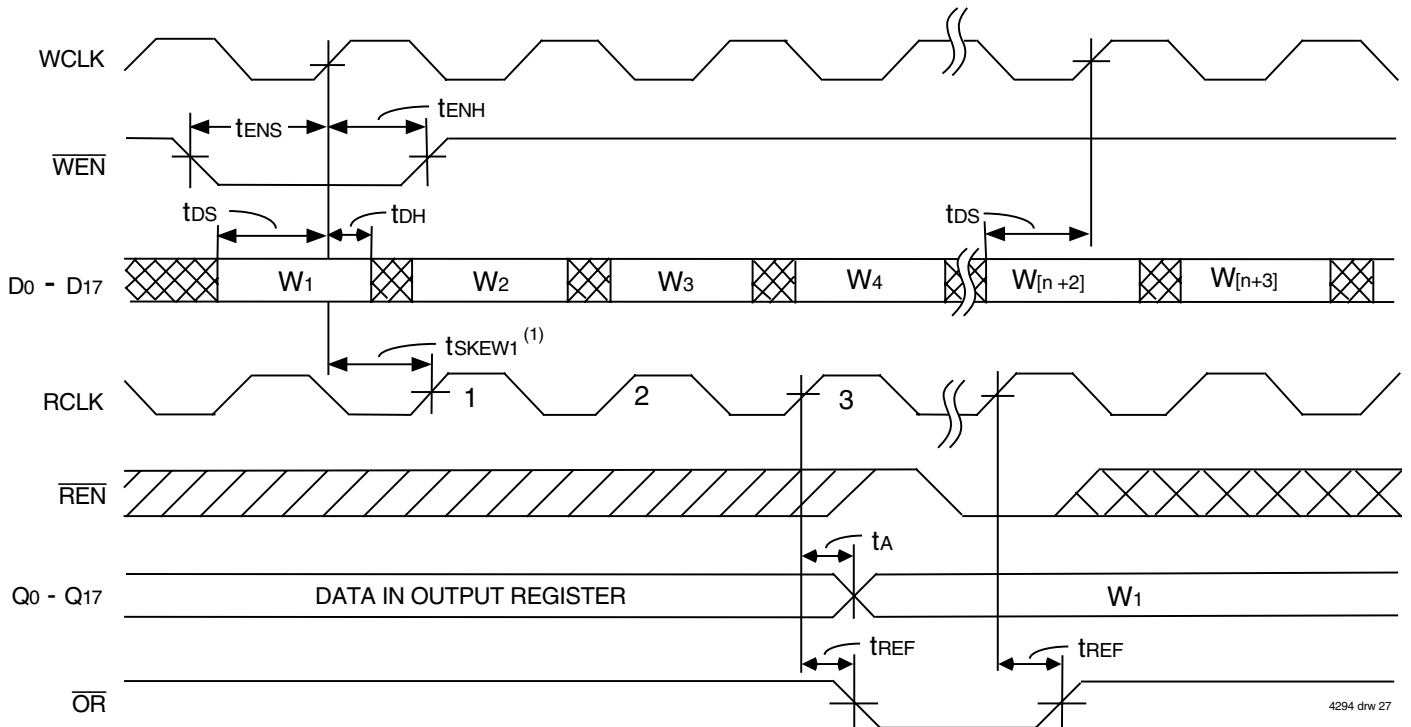 WCLK
tENS
tENH
WEN
tDS
tDH
tDS
D0 - D17
W1
W2
W3
W4
W[n +2]
W[n+3]
tSKEW1 (1)
RCLK
1
2
3
REN
tA
Q0 - Q17
DATA IN OUTPUT REGISTER
W1
tREF
tREF
OR
4294 drw 27